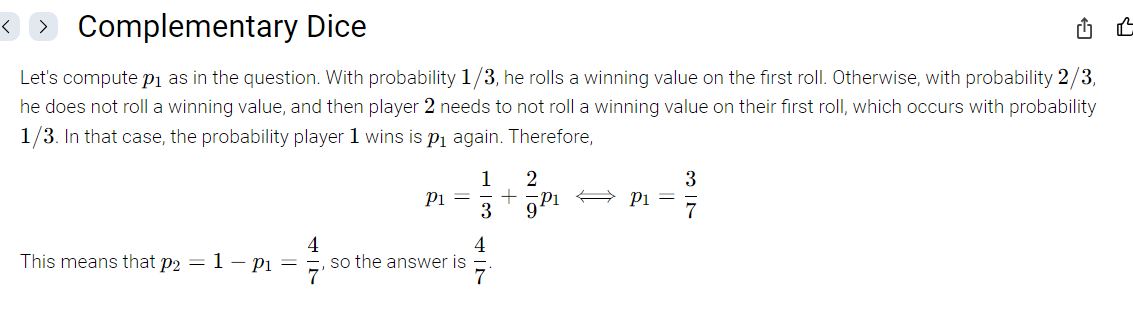 Complementary Dice
Let's compute p₁ as in the question. With probability 1/3, he rolls a winning value on the first roll. Otherwise, with probability 2/3,
he does not roll a winning value, and then player 2 needs to not roll a winning value on their first roll, which occurs with probability
1/3. In that case, the probability player 1 wins is p₁ again. Therefore,
p₁ = 1/3 + 2/9 p₁ ⟺ p₁ = 3/7
This means that p₂ = 1 − p₁ = 4/7, so the answer is 4/7.